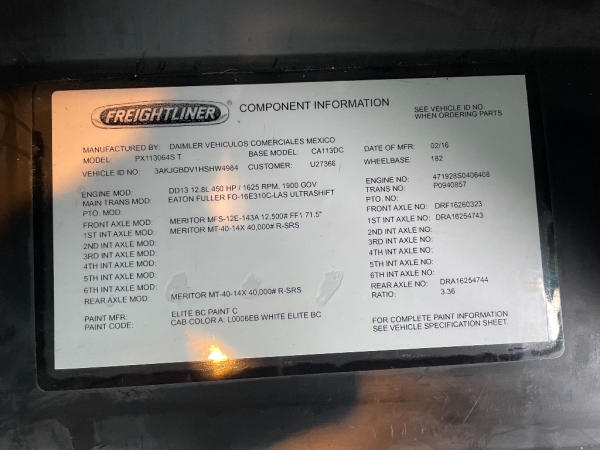 FREIGHTLINER®
COMPONENT INFORMATION
SEE VEHICLE ID NO.
WHEN ORDERING PARTS
MANUFACTURED BY: DAIMLER VEHICULOS COMERCIALES MEXICO
MODEL: PX113064S T BASE MODEL: CA113DC DATE OF MFR: 02/16
VEHICLE ID NO: 3AKJGBDV1HSHW4984 CUSTOMER: U27366 WHEELBASE: 182
ENGINE MOD: DD13 12.8L 450 HP / 1625 RPM, 1900 GOV ENGINE NO: 471928S0406408
MAIN TRANS MOD: EATON FULLER FO-16E310C-LAS ULTRASHIFT TRANS NO: P0940857
PTO. MOD: PTO. NO:
FRONT AXLE MOD: MERITOR MFS-12E-143A 12,500# FF1 71.5" FRONT AXLE NO: DRF16260323
1ST INT AXLE MOD: MERITOR MT-40-14X 40,000# R-SRS 1ST INT AXLE NO: DRA16254743
2ND INT AXLE MOD: 2ND INT AXLE NO:
3RD INT AXLE MOD: 3RD INT AXLE NO:
4TH INT AXLE MOD: 4TH INT AXLE NO:
5TH INT AXLE MOD: 5TH INT AXLE NO:
6TH INT AXLE MOD: 6TH INT AXLE NO:
REAR AXLE MOD: MERITOR MT-40-14X 40,000# R-SRS REAR AXLE NO: DRA16254744
RATIO: 3.36
PAINT MFR: ELITE BC PAINT C
PAINT CODE: CAB COLOR A: L0006EB WHITE ELITE BC
FOR COMPLETE PAINT INFORMATION
SEE VEHICLE SPECIFICATION SHEET.